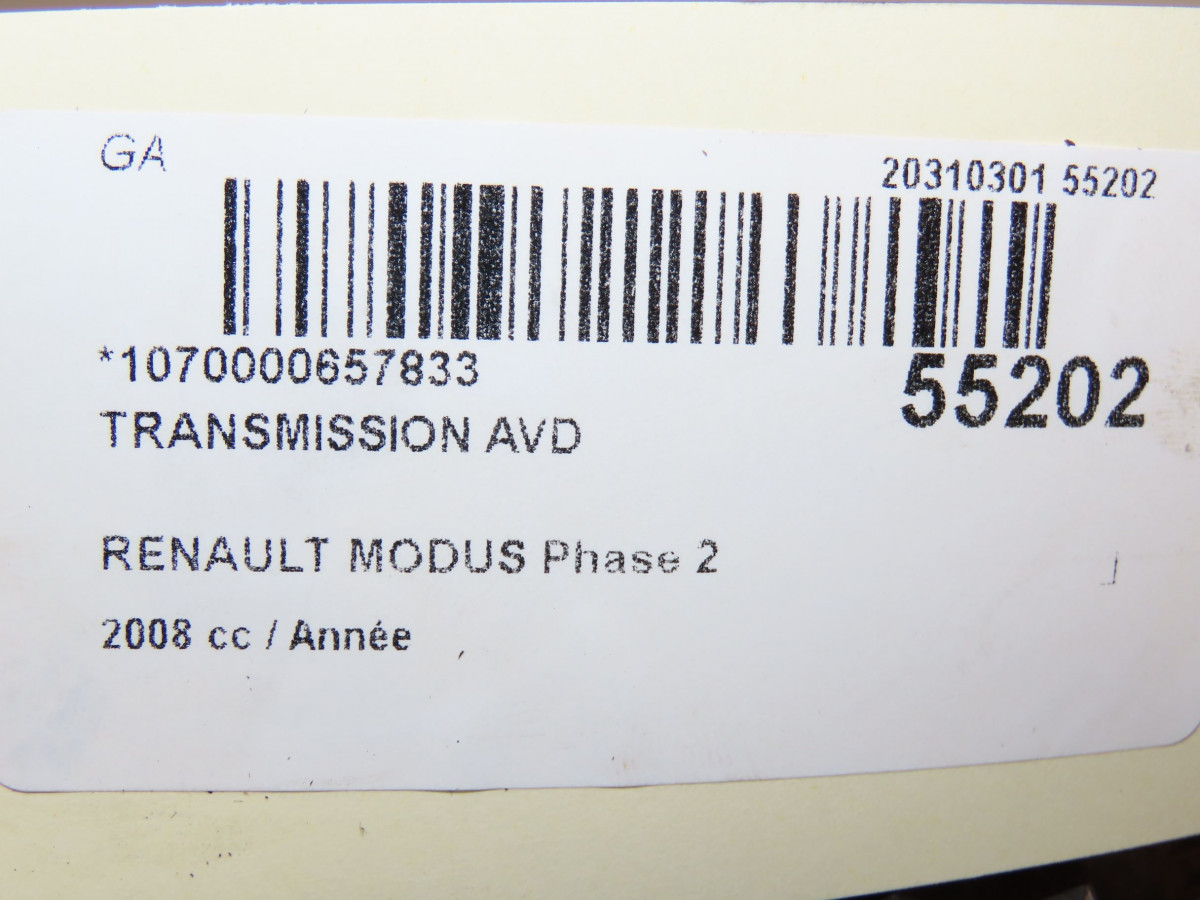 GA
20310301 55202
*1070000657833
55202
TRANSMISSION AVD
RENAULT MODUS Phase 2
2008 cc / Année